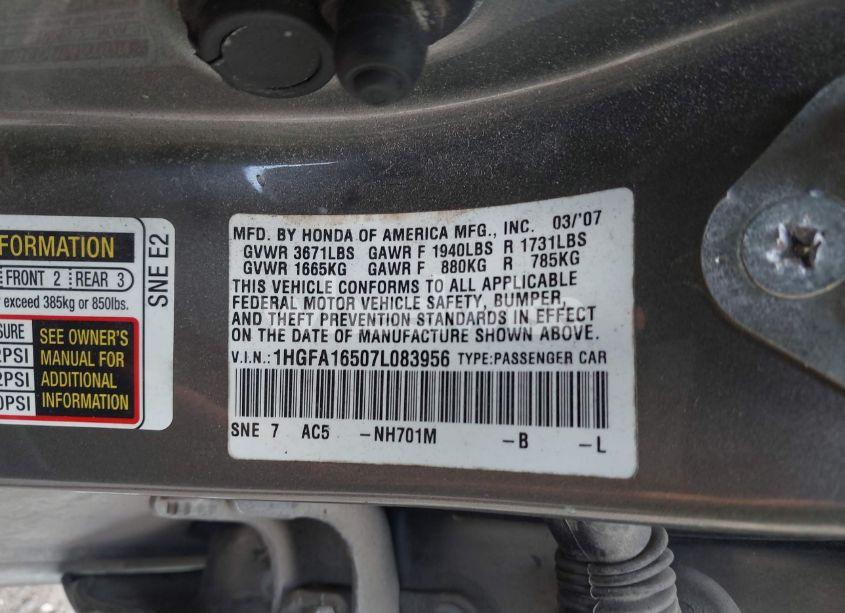 FORMATION
FRONT 2 REAR 3
exceed 385kg or 850lbs.
SURE
2PSI
2PSI
0PSI
SEE OWNER'S
MANUAL FOR
ADDITIONAL
INFORMATION
SNE E2
MFD. BY HONDA OF AMERICA MFG., INC. 03/'07
GVWR 3671LBS GAWR F 1940LBS R 1731LBS
GVWR 1665KG GAWR F 880KG R 785KG
THIS VEHICLE CONFORMS TO ALL APPLICABLE
FEDERAL MOTOR VEHICLE SAFETY, BUMPER,
AND THEFT PREVENTION STANDARDS IN EFFECT
ON THE DATE OF MANUFACTURE SHOWN ABOVE.
V.I.N.: 1HGFA16507L083956 TYPE: PASSENGER CAR
SNE 7 AC5 -NH701M -B -L